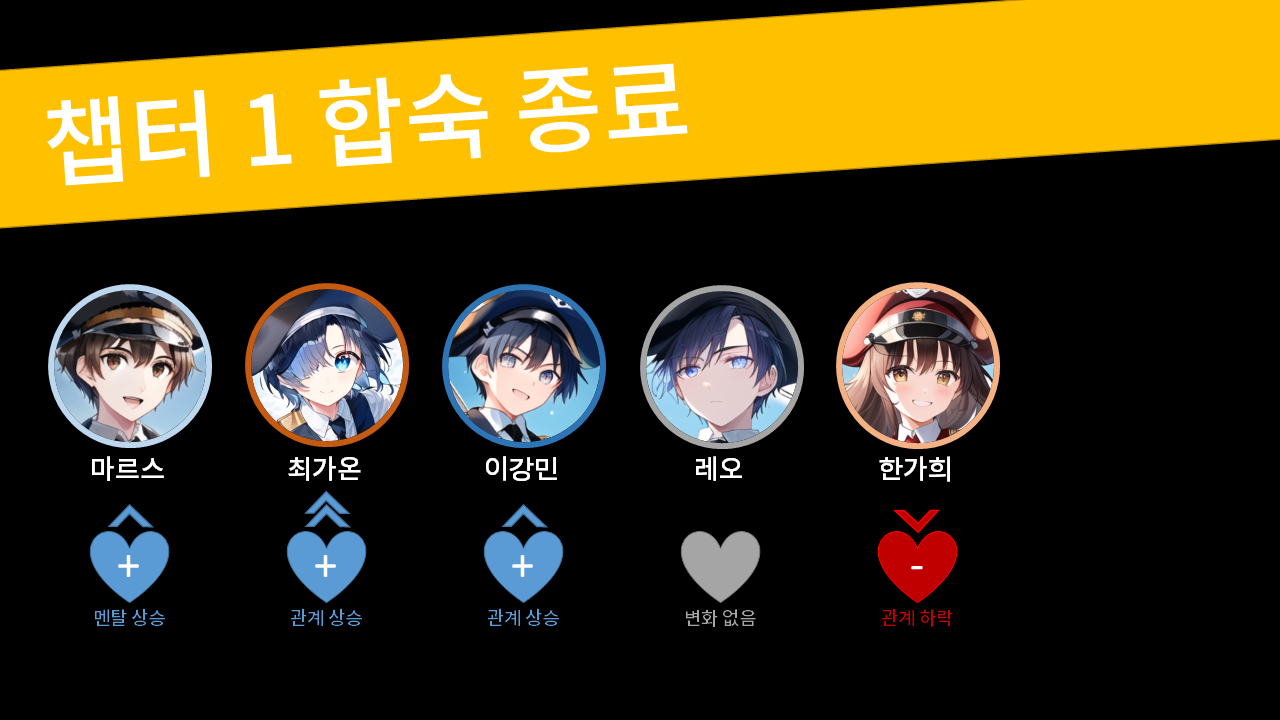 챕터 1 합숙 종료
마르스
최가온
이강민
레오
한가희
+
+
+
-
멘탈 상승
관계 상승
관계 상승
변화 없음
관계 하락